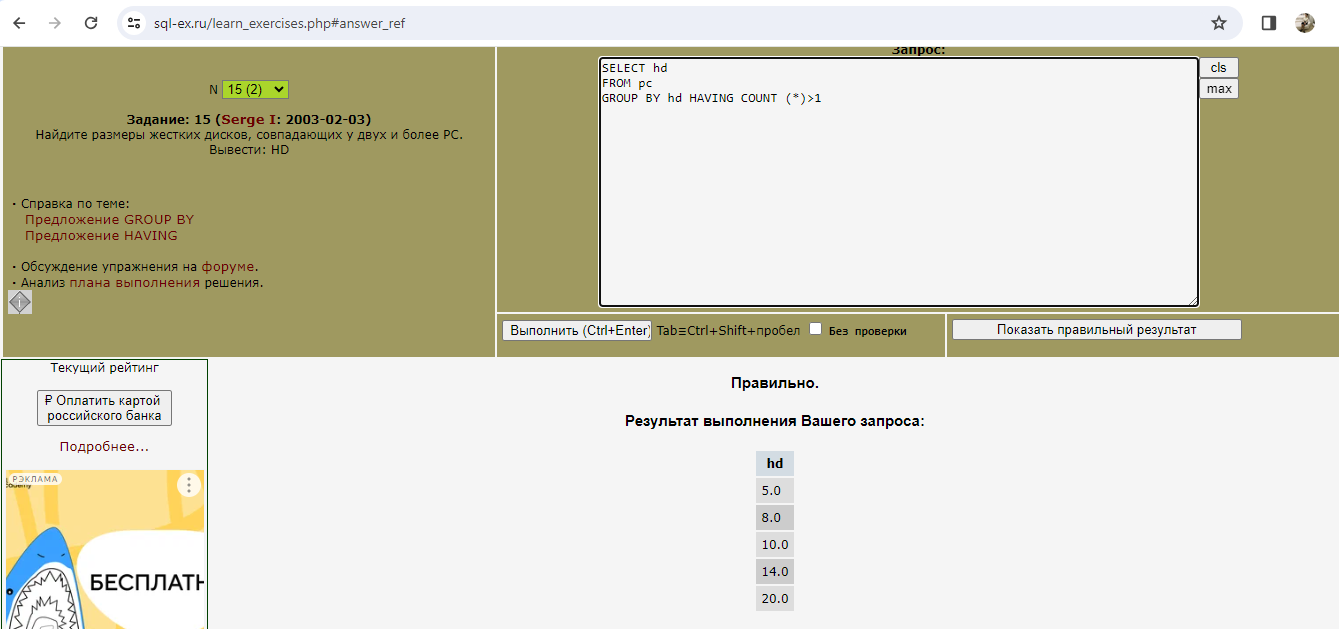 sql-ex.ru/learn_exercises.php#answer_ref
N 15 (2)
Задание: 15 (Serge I: 2003-02-03)
Найдите размеры жестких дисков, совпадающих у двух и более PC.
Вывести: HD
· Справка по теме:
Предложение GROUP BY
Предложение HAVING
· Обсуждение упражнения на форуме.
· Анализ плана выполнения решения.
Запрос:
SELECT hd
FROM pc
GROUP BY hd HAVING COUNT (*)>1
cls
max
Выполнить (Ctrl+Enter) Tab≡Ctrl+Shift+пробел Без проверки
Показать правильный результат
Текущий рейтинг
₽ Оплатить картой
российского банка
Подробнее...
РЭКЛАМА
БЕСПЛАТН
Правильно.
Результат выполнения Вашего запроса:
hd
5.0
8.0
10.0
14.0
20.0